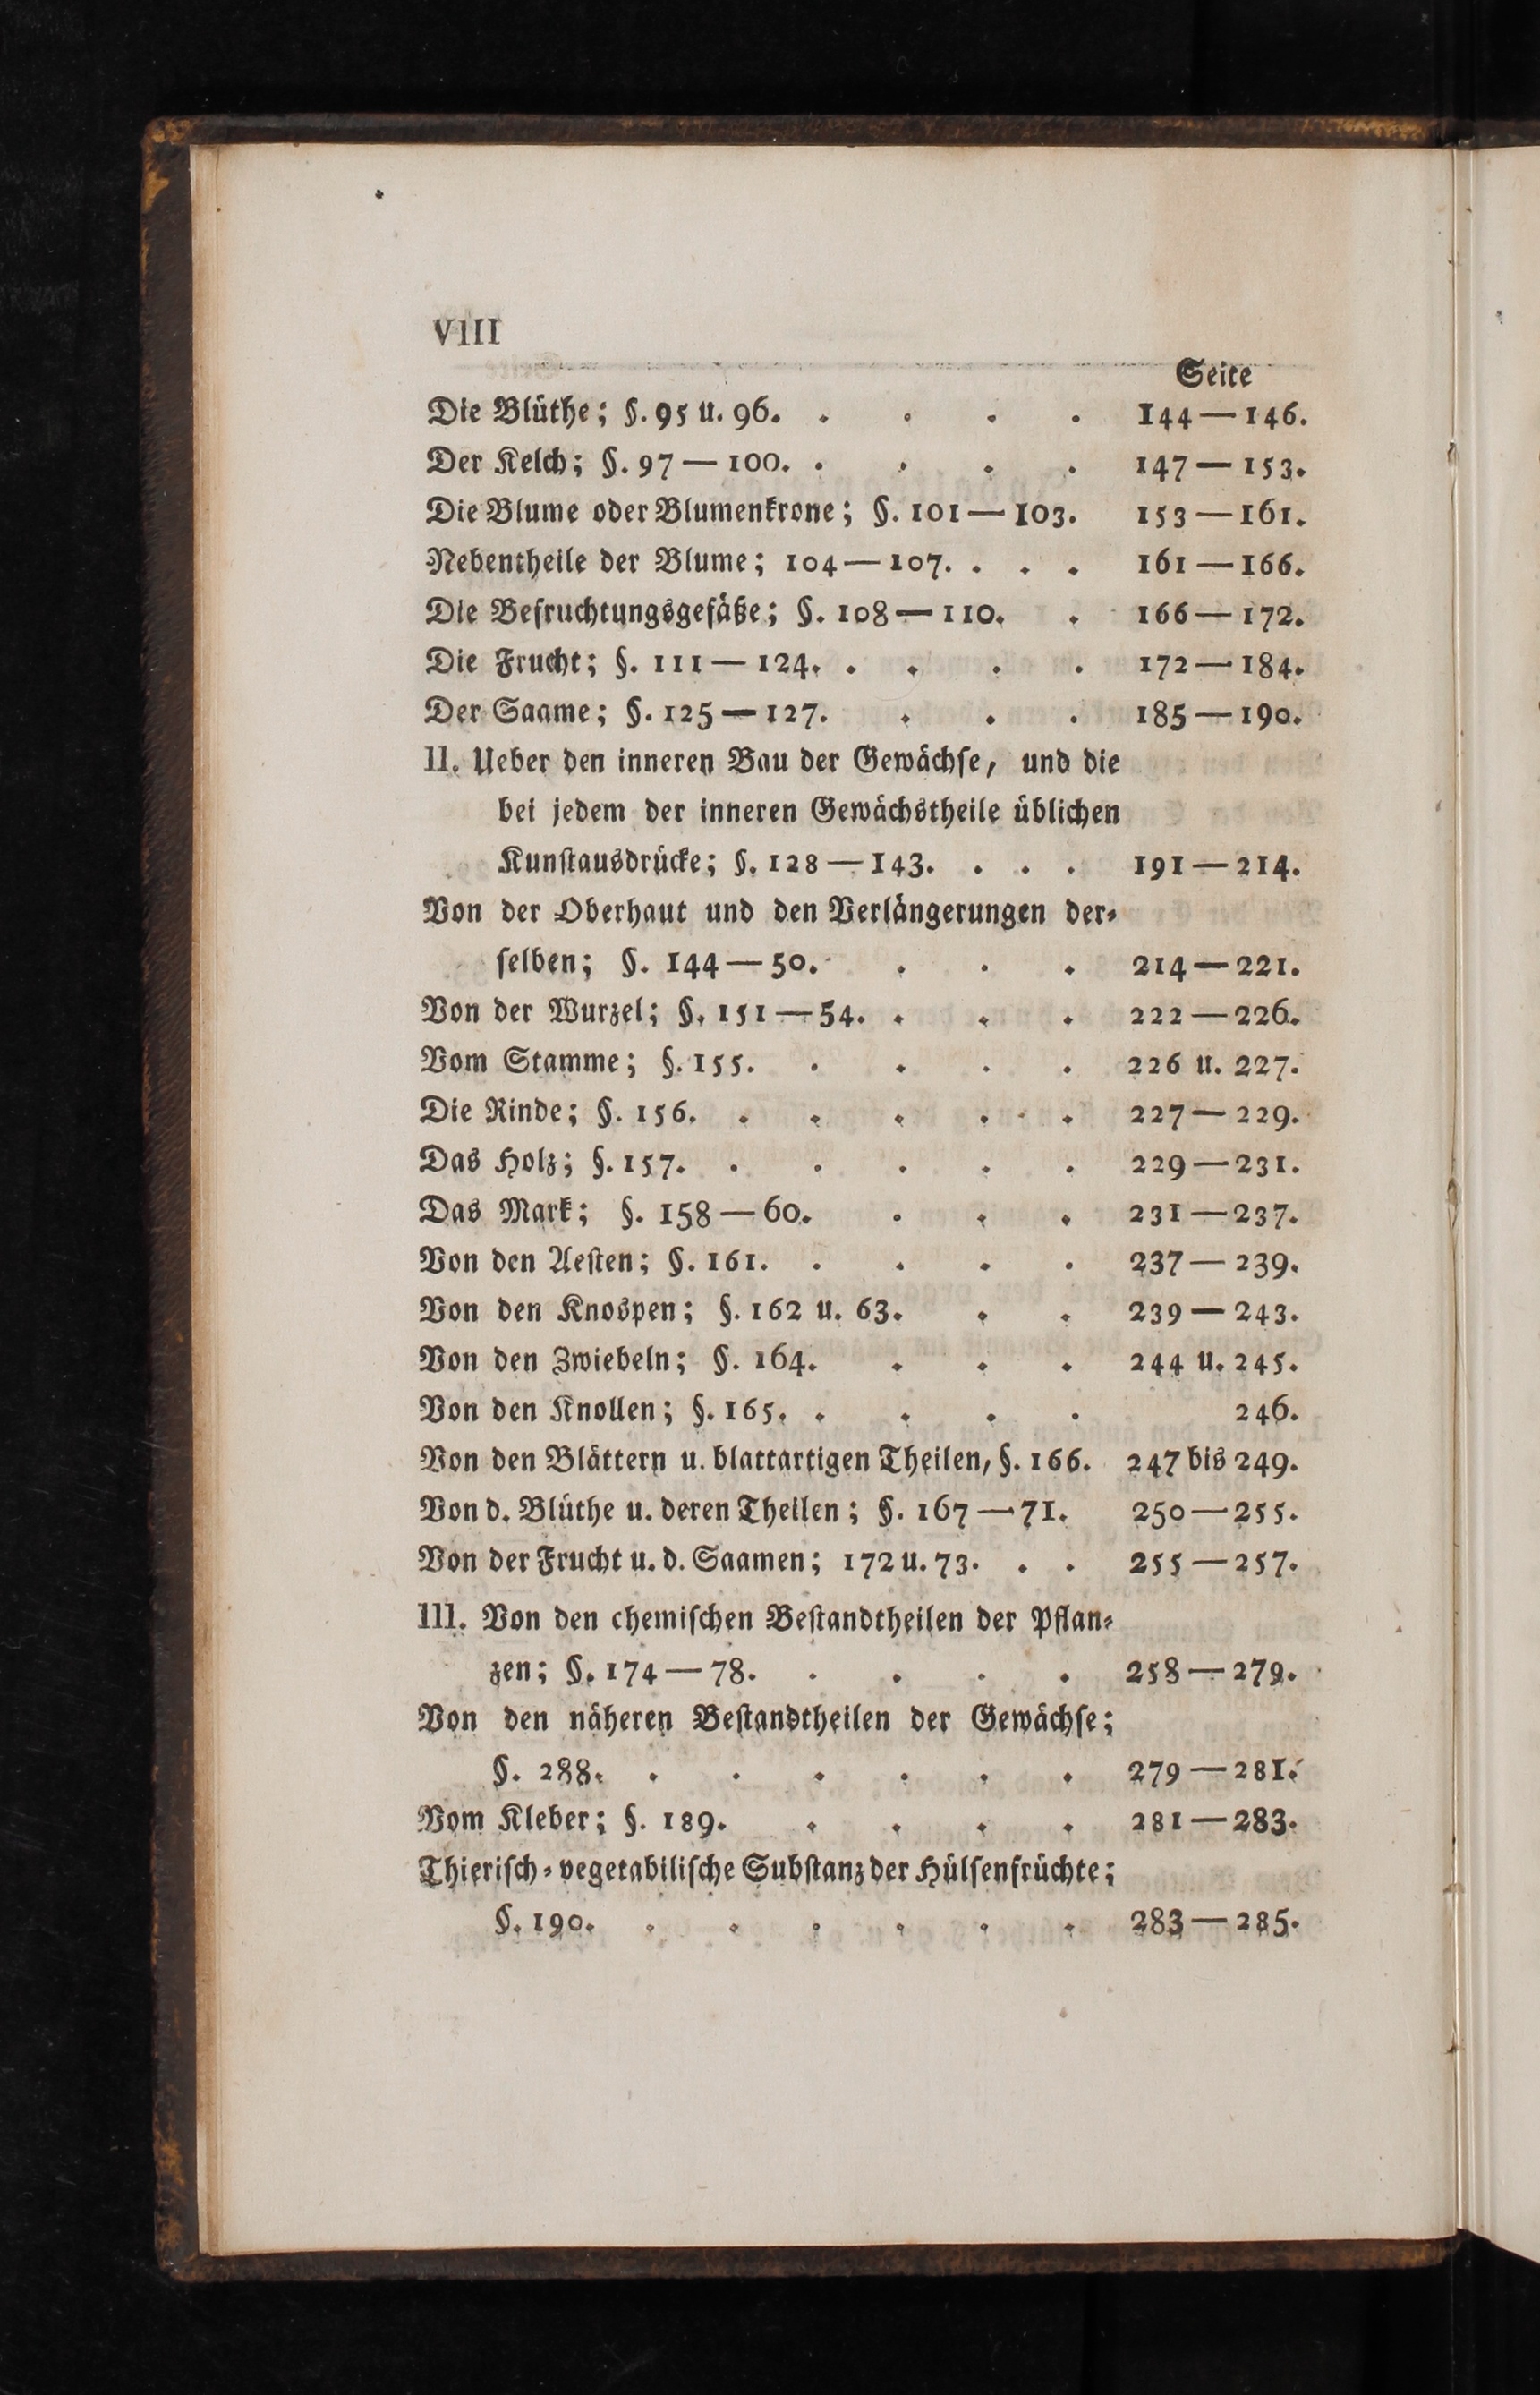 VIII
Seite
Die Blüthe; §. 95 u. 96. . . . . 144 — 146.
Der Kelch; §. 97 — 100. . . . . 147 — 153.
Die Blume oder Blumenkrone; §. 101 — 103. 153 — 161.
Nebentheile der Blume; 104 — 107. . . . 161 — 166.
Die Befruchtungsgefäße; §. 108 — 110. . 166 — 172.
Die Frucht; §. 111 — 124. . . . . 172 — 184.
Der Saame; §. 125 — 127. . . . 185 — 190.
II. Ueber den inneren Bau der Gewächse, und die
bei jedem der inneren Gewächstheile üblichen
Kunstausdrücke; §. 128 — 143. . . . 191 — 214.
Von der Oberhaut und den Verlängerungen der⸗
selben; §. 144 — 50. . . . 214 — 221.
Von der Wurzel; §. 151 — 54. . . . 222 — 226.
Vom Stamme; §. 155. . . . . 226 u. 227.
Die Rinde; §. 156. . . . . . 227 — 229.
Das Holz; §. 157. . . . . . 229 — 231.
Das Mark; §. 158 — 60. . . . 231 — 237.
Von den Aesten; §. 161. . . . . 237 — 239.
Von den Knospen; §. 162 u. 63. . . 239 — 243.
Von den Zwiebeln; §. 164. . . . 244 u. 245.
Von den Knollen; §. 165. . . . . 246.
Von den Blättern u. blattartigen Theilen, §. 166. 247 bis 249.
Von d. Blüthe u. deren Theilen; §. 167 — 71. 250 — 255.
Von der Frucht u. d. Saamen; 172 u. 73. . . 255 — 257.
III. Von den chemischen Bestandtheilen der Pflan⸗
zen; §. 174 — 78. . . . . 258 — 279.
Von den näheren Bestandtheilen der Gewächse;
§. 288. . . . . . . 279 — 281.
Vom Kleber; §. 189. . . . . 281 — 283.
Thierisch⸗vegetabilische Substanz der Hülsenfrüchte;
§. 190. . . . . . . 283 — 285.